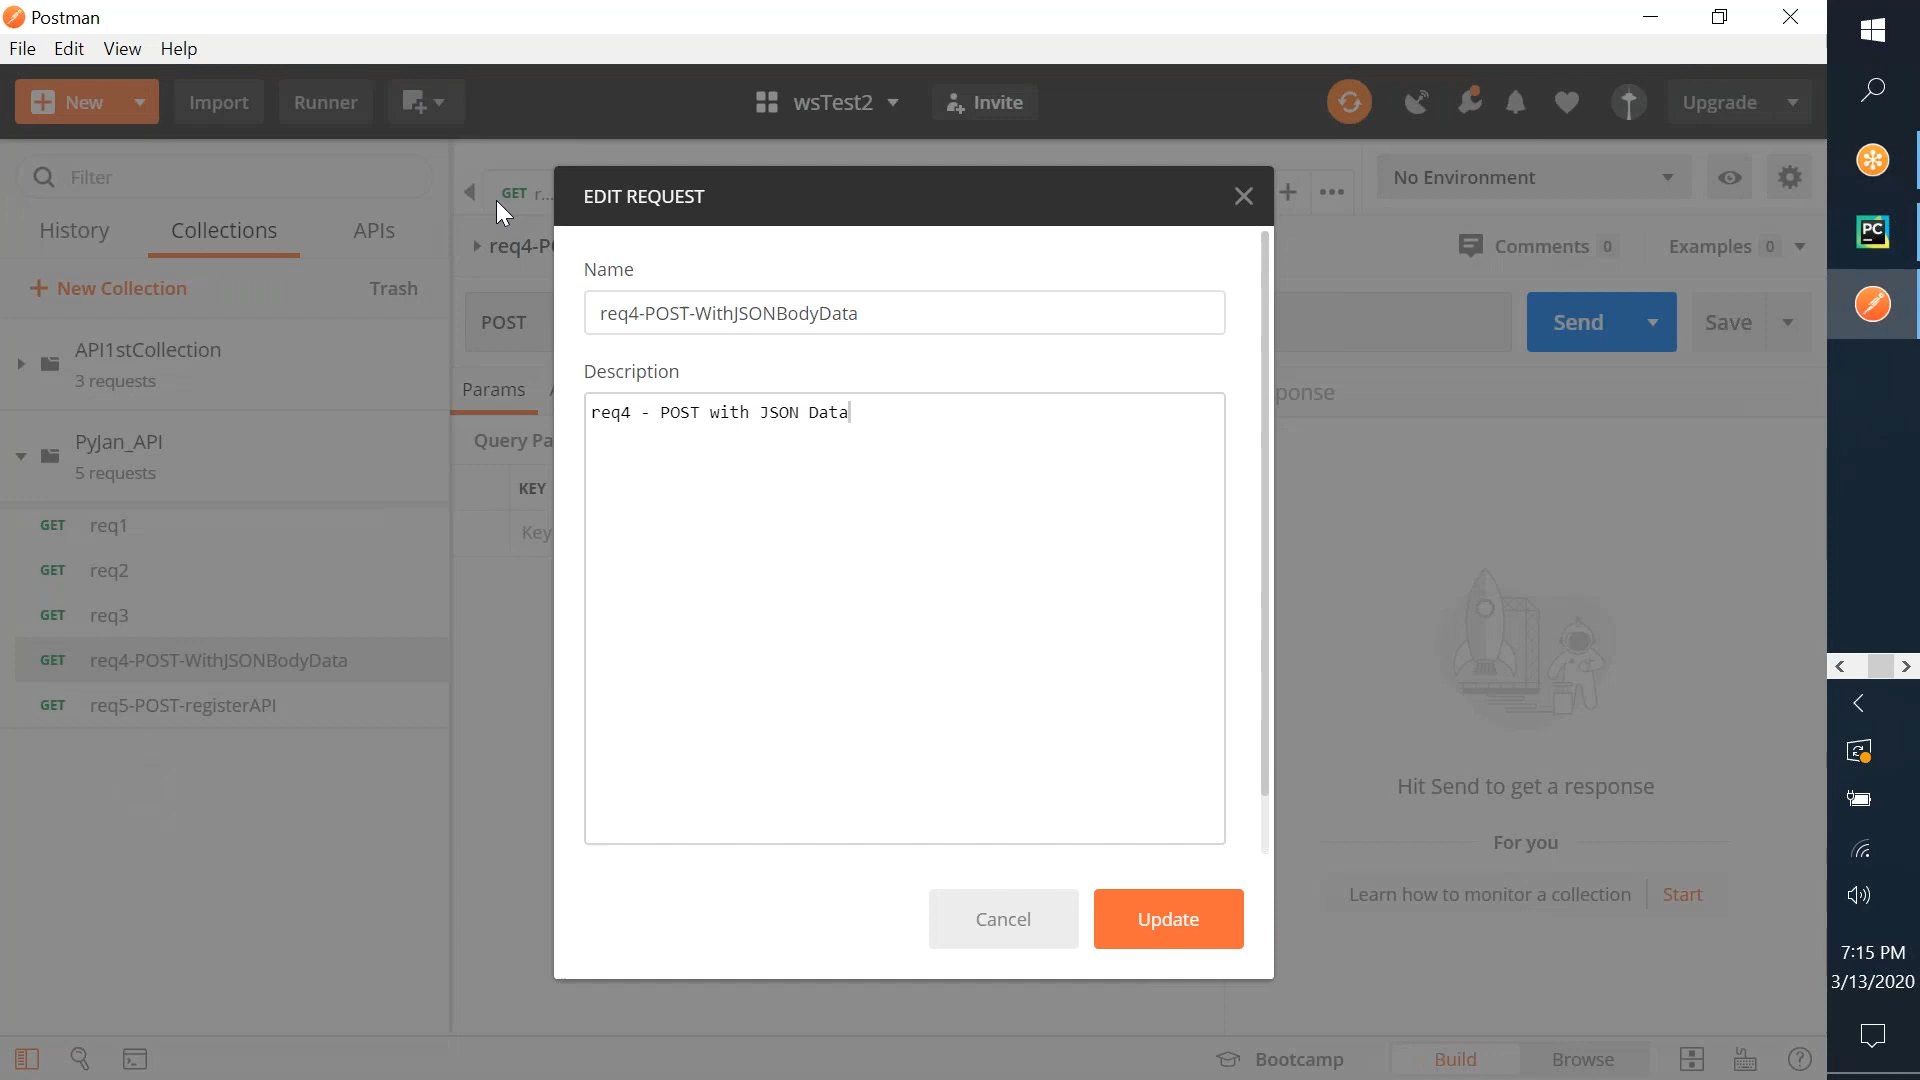 Postman
File Edit View Help
New Import Runner wsTest2 Invite Upgrade
Filter
History Collections APIs
New Collection Trash
API1stCollection
3 requests
PyJan_API
5 requests
GET req1
GET req2
GET req3
GET req4-POST-WithJSONBodyData
GET req5-POST-registerAPI
GET r...
No Environment
req4-P
Comments 0 Examples 0
POST
Send Save
Params
ponse
Query Pa
KEY
Key
EDIT REQUEST
Name
req4-POST-WithJSONBodyData
Description
req4 - POST with JSON Data
Cancel Update
Hit Send to get a response
For you
Learn how to monitor a collection Start
Bootcamp Build Browse
PC
7:15 PM
3/13/2020